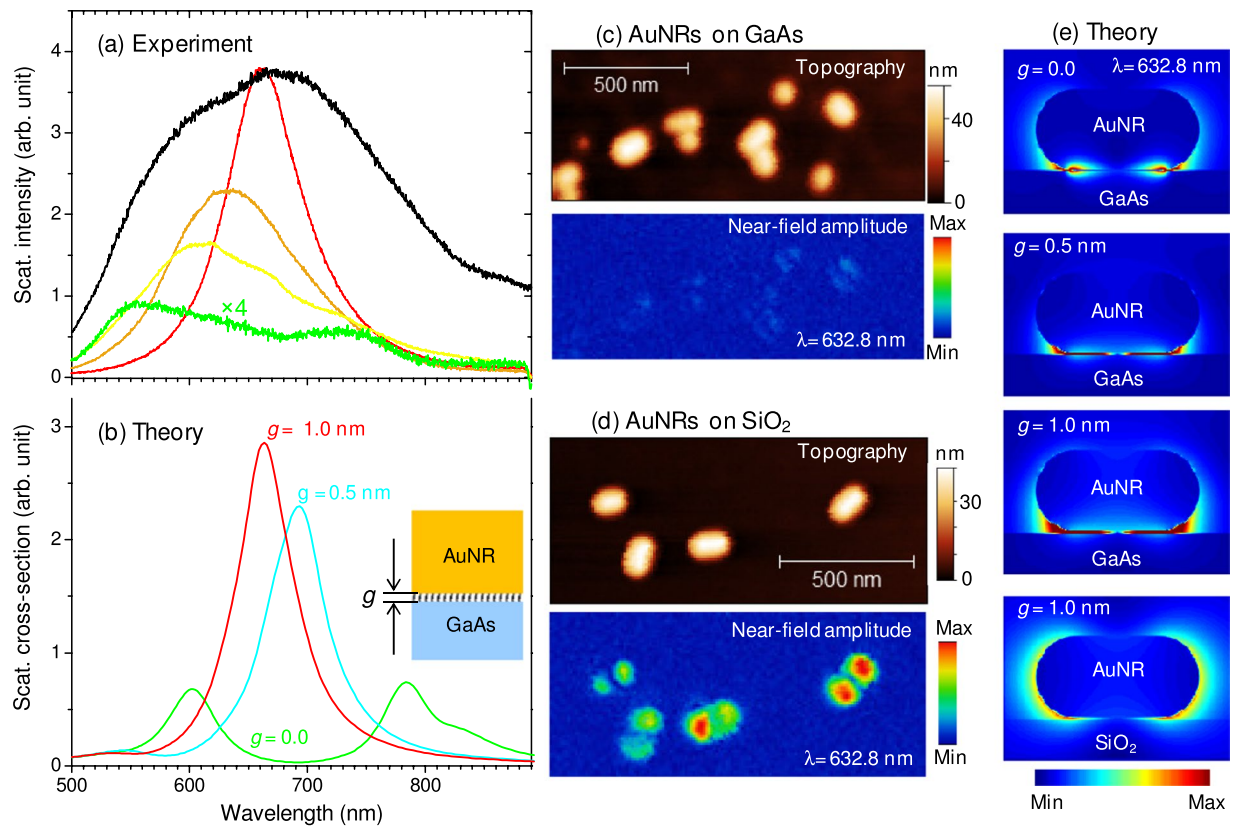 (a) Experiment
Scat. intensity (arb. unit)
4
3
2
1
0
×4
(b) Theory
Scat. cross-section (arb. unit)
3
2
1
0
g= 1.0 nm
g=0.5 nm
g=0.0
AuNR
g
GaAs
500
600
700
800
Wavelength (nm)
(c) AuNRs on GaAs
Topography
500 nm
nm
40
0
Near-field amplitude
λ=632.8 nm
Max
Min
(d) AuNRs on SiO₂
Topography
500 nm
nm
30
0
Near-field amplitude
λ=632.8 nm
Max
Min
(e) Theory
g=0.0
λ=632.8 nm
AuNR
GaAs
g=0.5 nm
AuNR
GaAs
g=1.0 nm
AuNR
GaAs
g=1.0 nm
AuNR
SiO₂
Min
Max